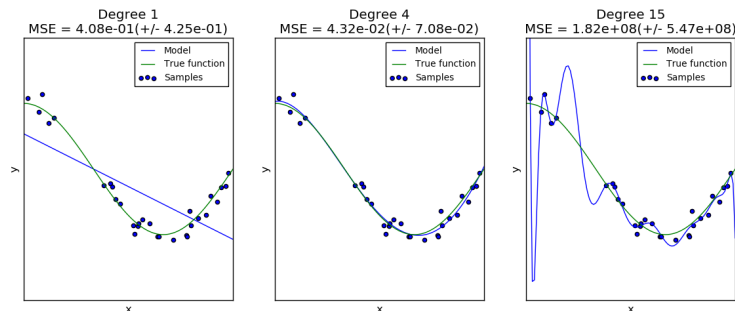 Degree 1
MSE = 4.08e-01(+/- 4.25e-01)
Model
True function
Samples
y
x
Degree 4
MSE = 4.32e-02(+/- 7.08e-02)
Model
True function
Samples
y
x
Degree 15
MSE = 1.82e+08(+/- 5.47e+08)
Model
True function
Samples
y
x